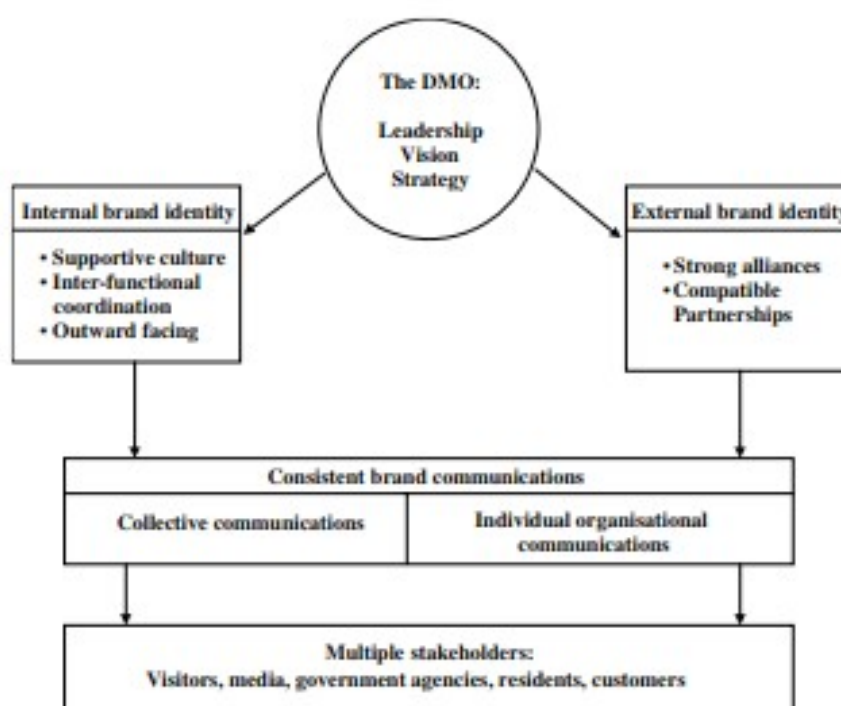 The DMO:
Leadership
Vision
Strategy
Internal brand identity
• Supportive culture
• Inter-functional
coordination
• Outward facing
External brand identity
• Strong alliances
• Compatible
Partnerships
Consistent brand communications
Collective communications
Individual organisational
communications
Multiple stakeholders:
Visitors, media, government agencies, residents, customers